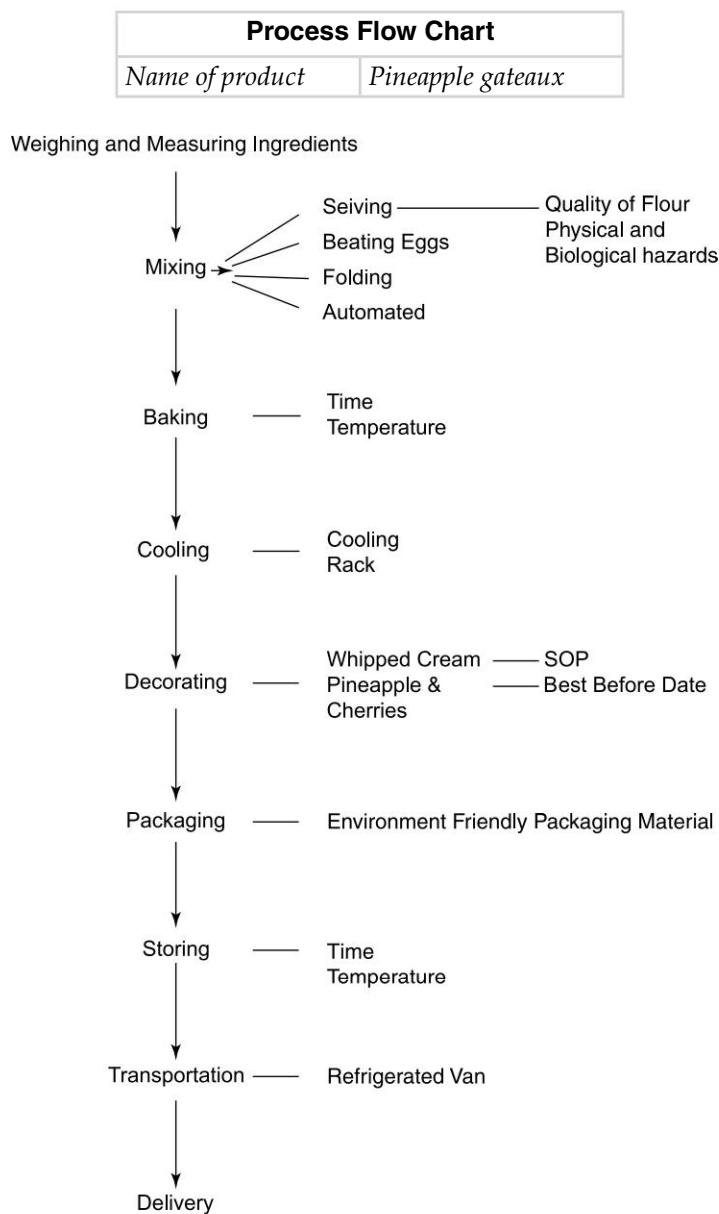 Process Flow Chart
Name of product Pineapple gateaux
Weighing and Measuring Ingredients
Mixing
Seiving
Beating Eggs
Folding
Automated
Quality of Flour
Physical and
Biological hazards
Baking
Time
Temperature
Cooling
Cooling
Rack
Decorating
Whipped Cream
Pineapple &
Cherries
SOP
Best Before Date
Packaging
Environment Friendly Packaging Material
Storing
Time
Temperature
Transportation
Refrigerated Van
Delivery